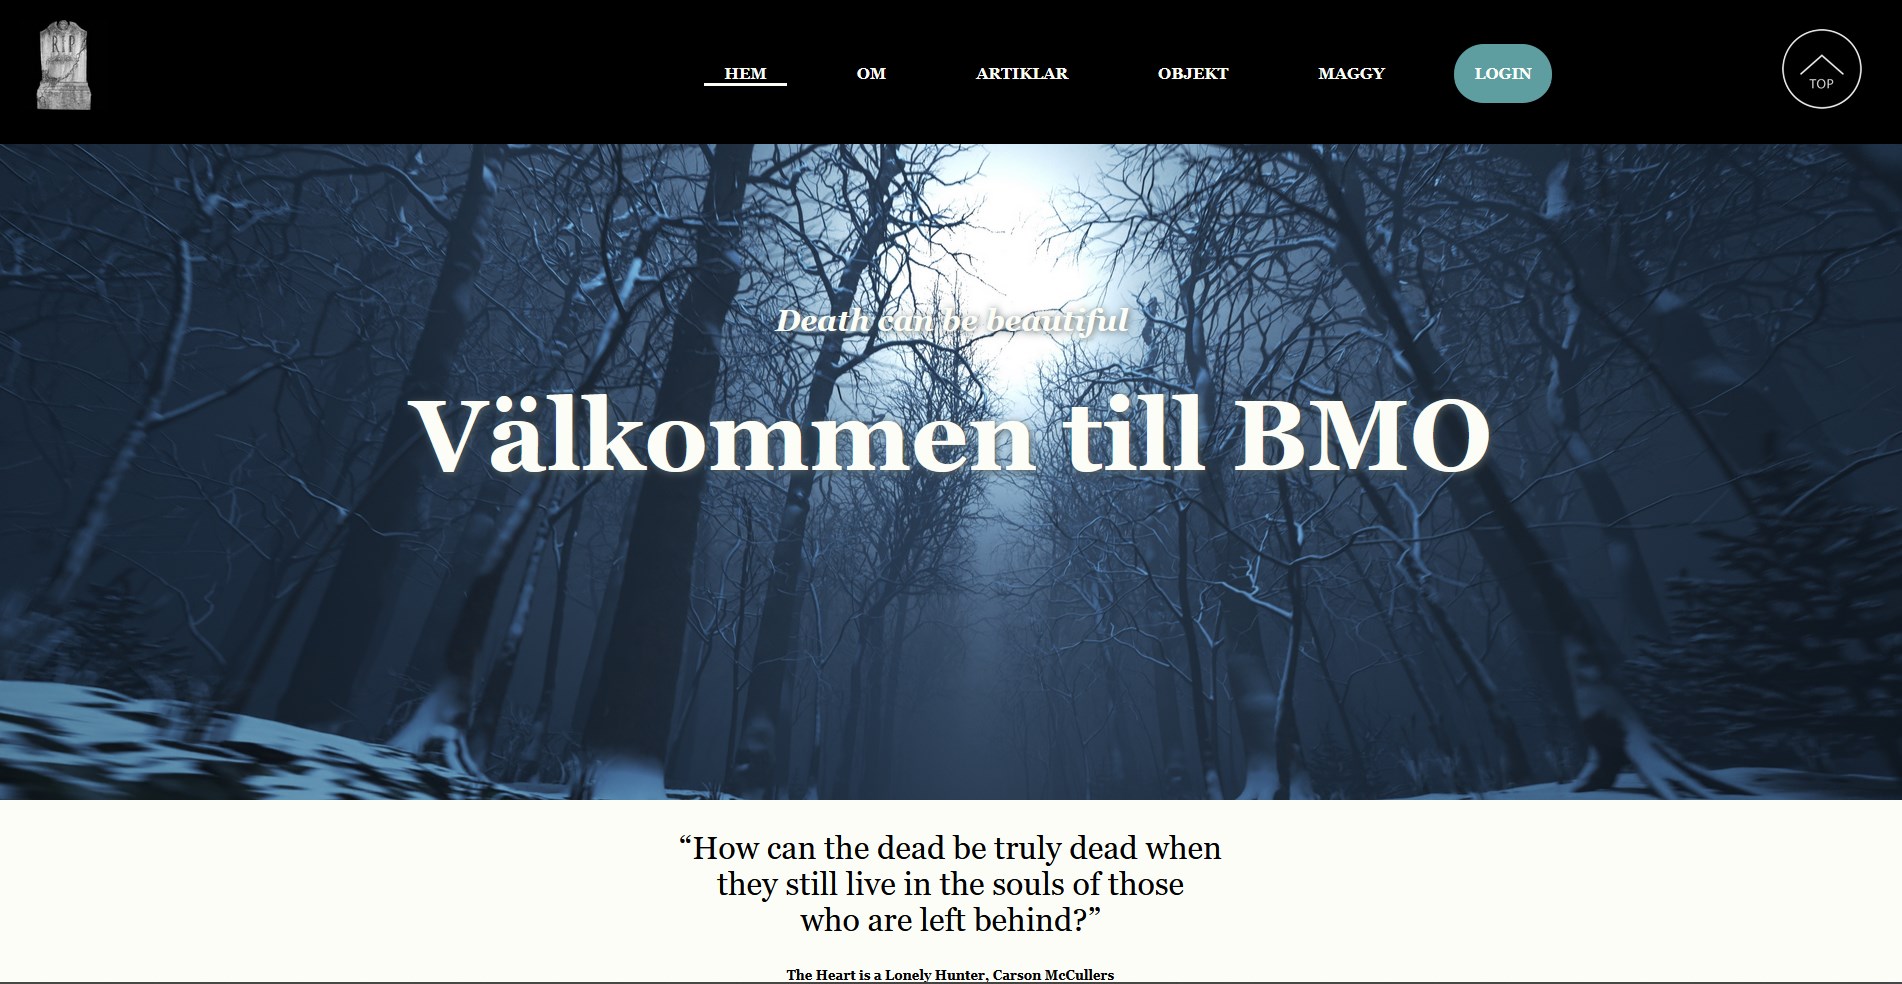 RIP
HEM OM ARTIKLAR OBJEKT MAGGY LOGIN
TOP
Death can be beautiful
Välkommen till BMO
“How can the dead be truly dead when
they still live in the souls of those
who are left behind?”
The Heart is a Lonely Hunter, Carson McCullers